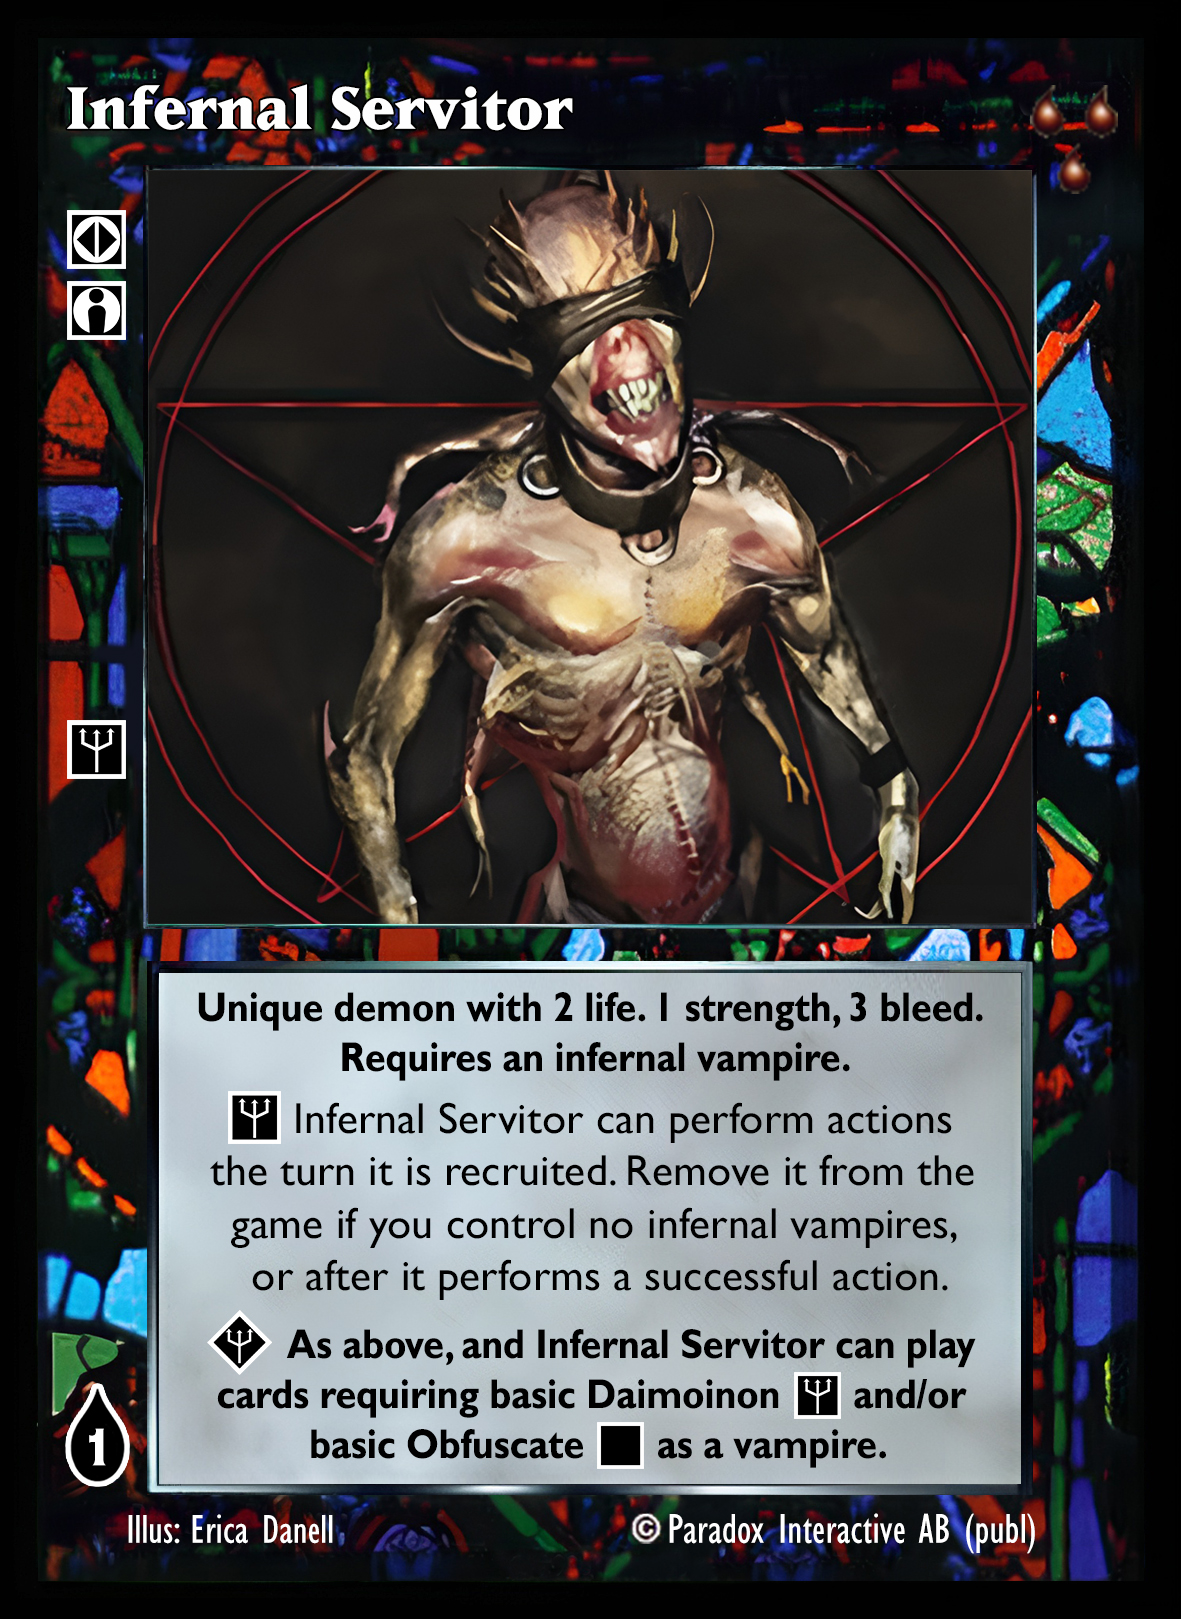 Infernal Servitor
Unique demon with 2 life. 1 strength, 3 bleed.
Requires an infernal vampire.
Infernal Servitor can perform actions
the turn it is recruited. Remove it from the
game if you control no infernal vampires,
or after it performs a successful action.
As above, and Infernal Servitor can play
cards requiring basic Daimoinon and/or
basic Obfuscate as a vampire.
1
Illus: Erica Danell
© Paradox Interactive AB (publ)